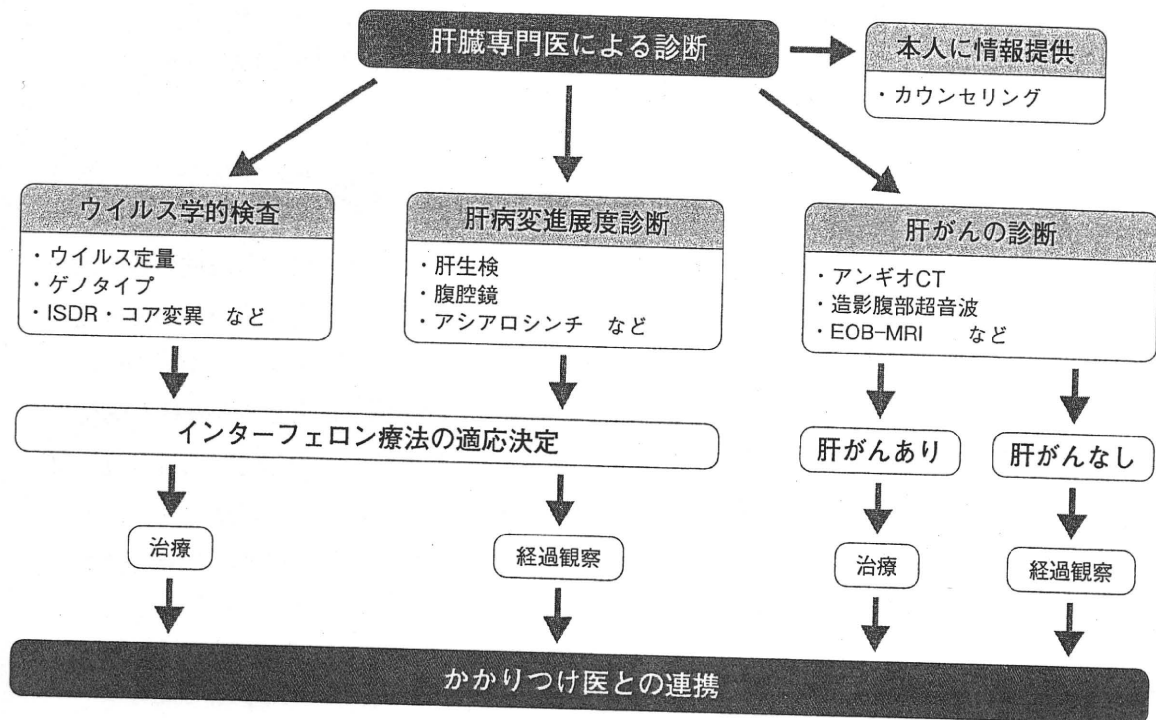 肝臓専門医による診断
本人に情報提供
・カウンセリング
ウイルス学的検査
・ウイルス定量
・ゲノタイプ
・ISDR・コア変異 など
肝病変進展度診断
・肝生検
・腹腔鏡
・アシアロシンチ など
肝がんの診断
・アンギオCT
・造影腹部超音波
・EOB-MRI など
インターフェロン療法の適応決定
肝がんあり
肝がんなし
治療
経過観察
治療
経過観察
かかりつけ医との連携